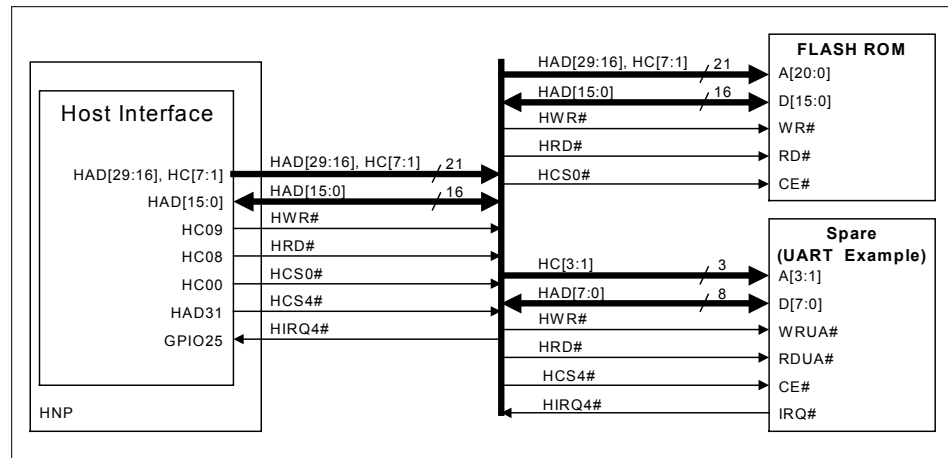 Host Interface
HAD[29:16], HC[7:1]
HAD[15:0]
HC09
HC08
HC00
HAD31
GPIO25
HNP
HAD[29:16], HC[7:1] 21
HAD[15:0] 16
HWR#
HRD#
HCS0#
HCS4#
HIRQ4#
HAD[29:16], HC[7:1] 21
HAD[15:0] 16
HWR#
HRD#
HCS0#
FLASH ROM
A[20:0]
D[15:0]
WR#
RD#
CE#
HC[3:1] 3
HAD[7:0] 8
HWR#
HRD#
HCS4#
HIRQ4#
Spare
(UART Example)
A[3:1]
D[7:0]
WRUA#
RDUA#
CE#
IRQ#